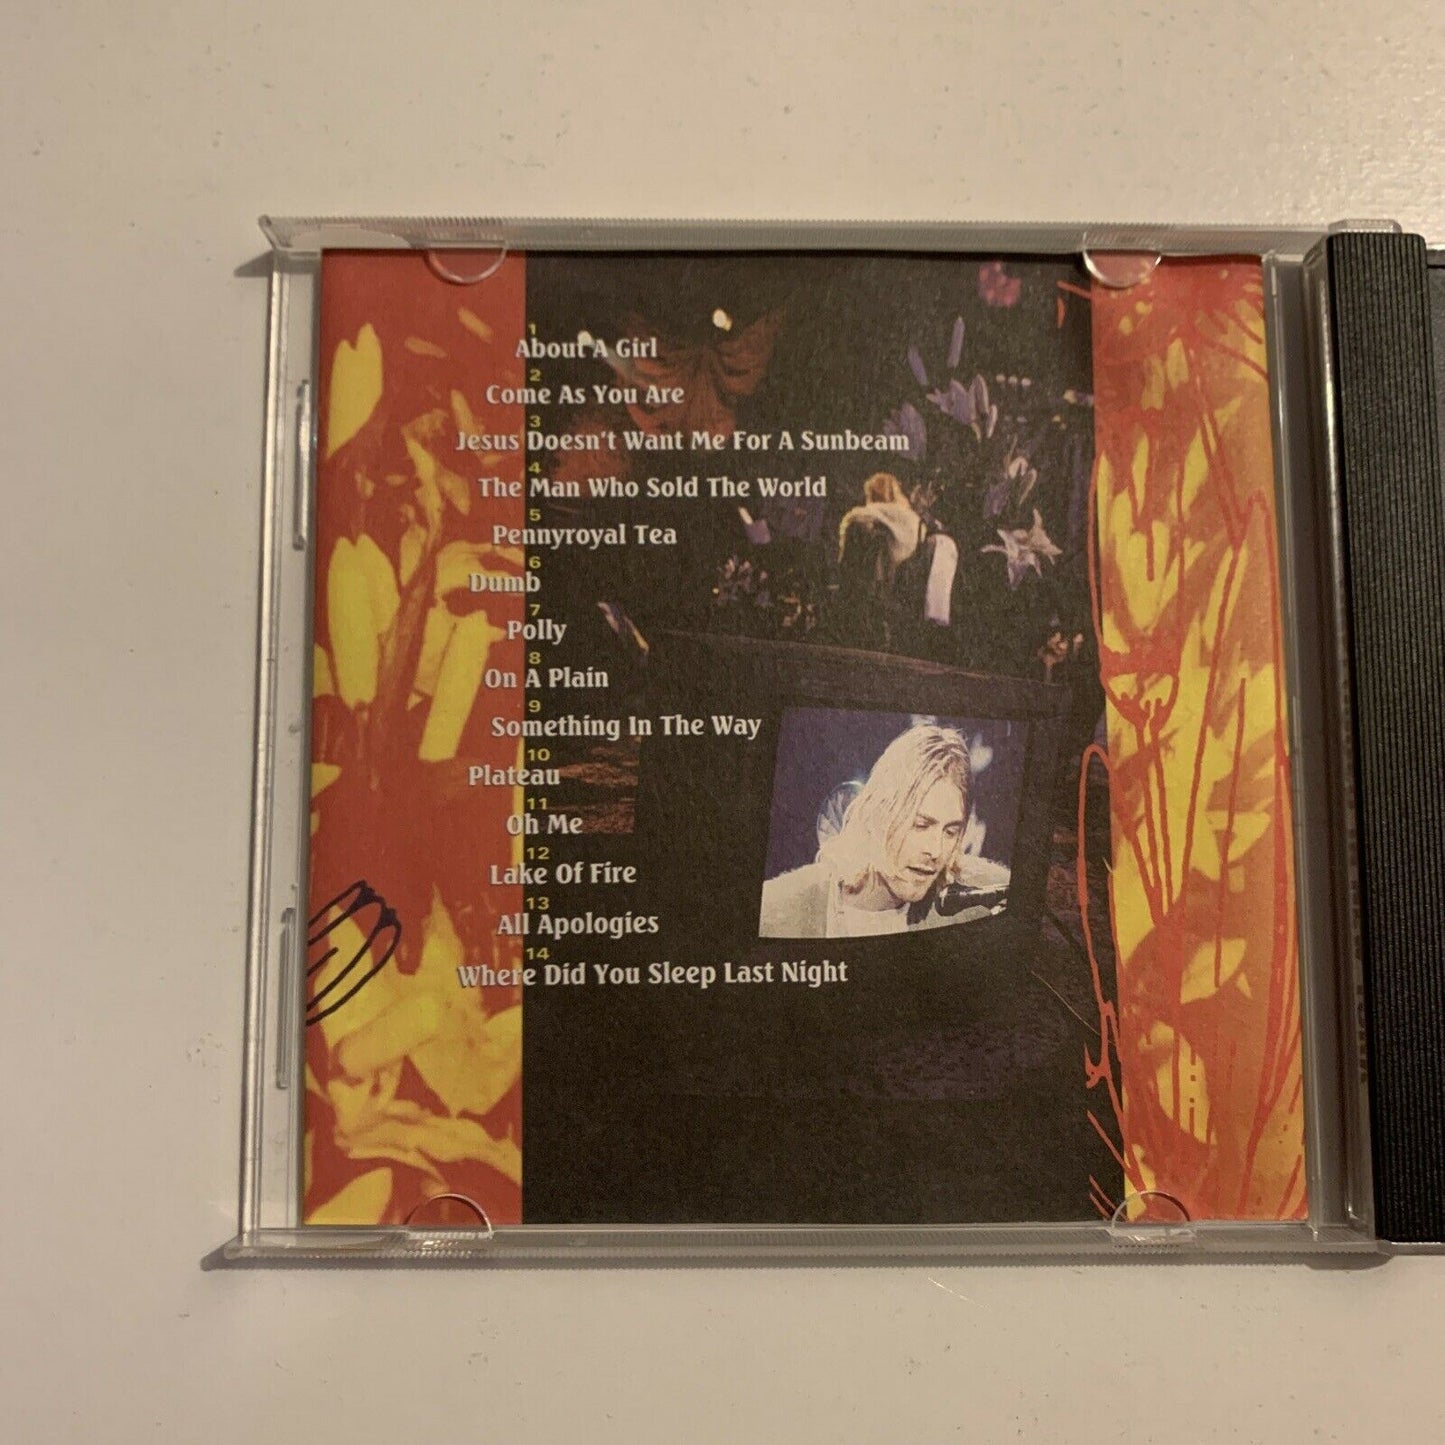 1
About A Girl
2
Come As You Are
3
Jesus Doesn't Want Me For A Sunbeam
4
The Man Who Sold The World
5
Pennyroyal Tea
6
Dumb
7
Polly
8
On A Plain
9
Something In The Way
10
Plateau
11
Oh Me
12
Lake Of Fire
13
All Apologies
14
Where Did You Sleep Last Night